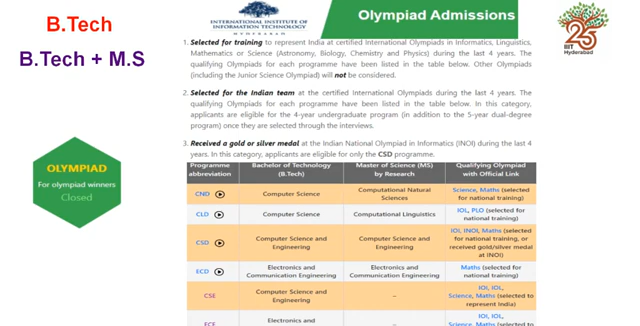 B.Tech
B.Tech + M.S
INTERNATIONAL INSTITUTE OF
INFORMATION TECHNOLOGY
HYDERABAD
Olympiad Admissions
25
IIIT
Hyderabad
1. Selected for training to represent India at certified International Olympiads in Informatics, Linguistics,
Mathematics or Science (Astronomy, Biology, Chemistry and Physics) during the last 4 years. The
qualifying Olympiads for each programme have been listed in the table below. Other Olympiads
(including the Junior Science Olympiad) will not be considered.
2. Selected for the Indian team at the certified International Olympiads during the last 4 years. The
qualifying Olympiads for each programme have been listed in the table below. In this category,
applicants are eligible for the 4-year undergraduate program (in addition to the 5-year dual-degree
program) once they are selected through the interviews.
3. Received a gold or silver medal at the Indian National Olympiad in Informatics (INOI) during the last 4
years. In this category, applicants are eligible for only the CSD programme.
OLYMPIAD
For olympiad winners
Closed
Programme abbreviation Bachelor of Technology (B.Tech) Master of Science (MS) by Research Qualifying Olympiad with Official Link
CND Computer Science Computational Natural Sciences Science, Maths (selected for national training)
CLD Computer Science Computational Linguistics IOL, PLO (selected for national training)
CSD Computer Science and Engineering Computer Science and Engineering IOI, INOI, Maths (selected for national training, or received gold/silver medal at INOI)
ECD Electronics and Communication Engineering Electronics and Communication Engineering Maths (selected for national training)
CSE Computer Science and Engineering – IOI, IOL, Science, Maths (selected to represent India)
ECE Electronics and – IOI, IOL, Science, Maths (selected to